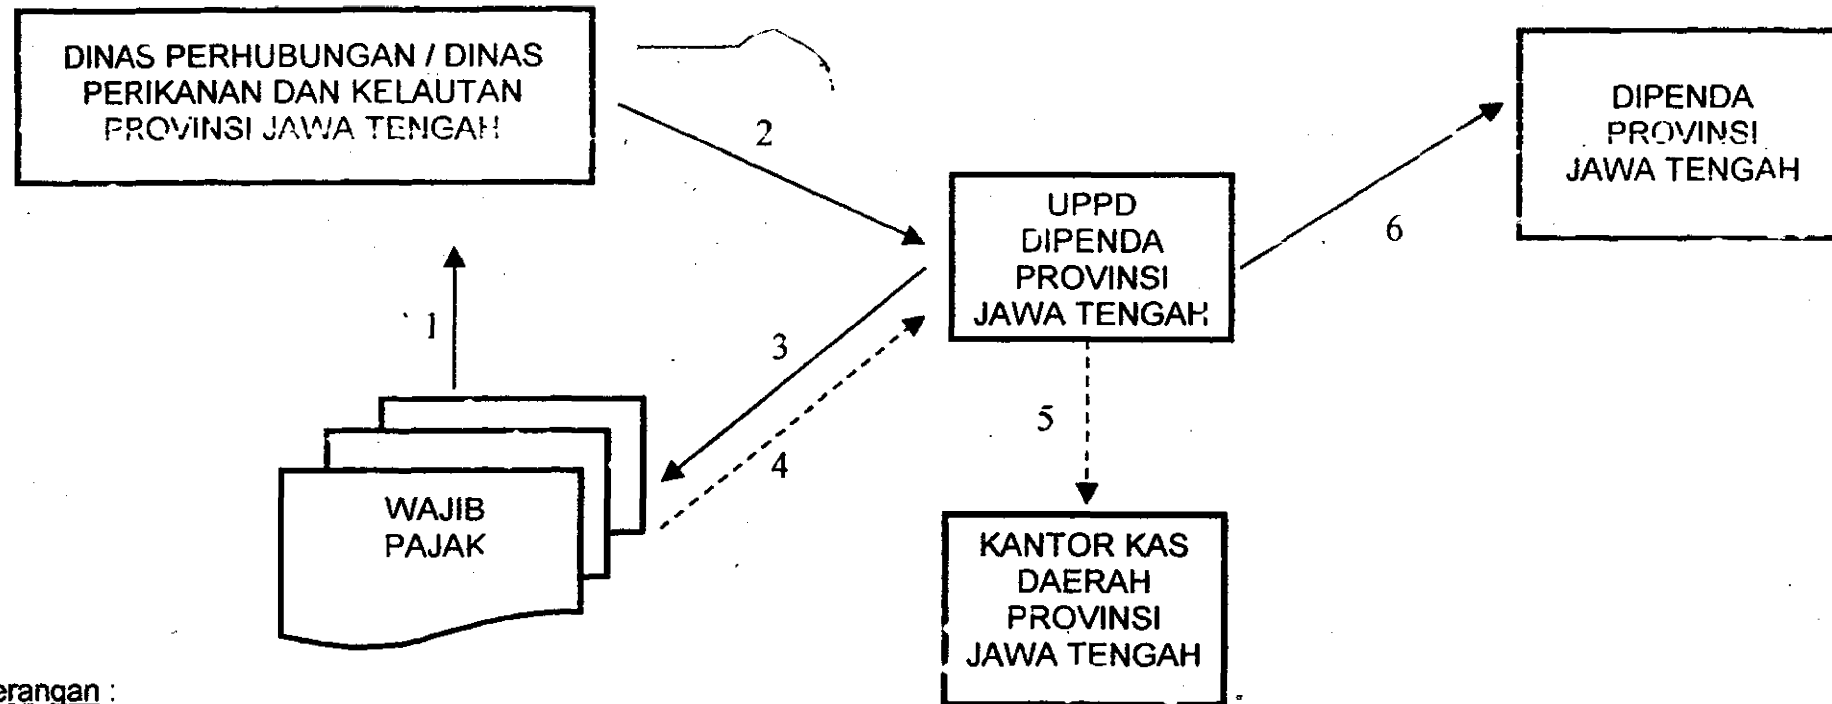 DINAS PERHUBUNGAN / DINAS
PERIKANAN DAN KELAUTAN
PROVINSI JAWA TENGAH
DIPENDA
PROVINSI
JAWA TENGAH
2
6
UPPD
DIPENDA
PROVINSI
JAWA TENGAH
1
3
4
5
WAJIB
PAJAK
KANTOR KAS
DAERAH
PROVINSI
JAWA TENGAH
erangan :